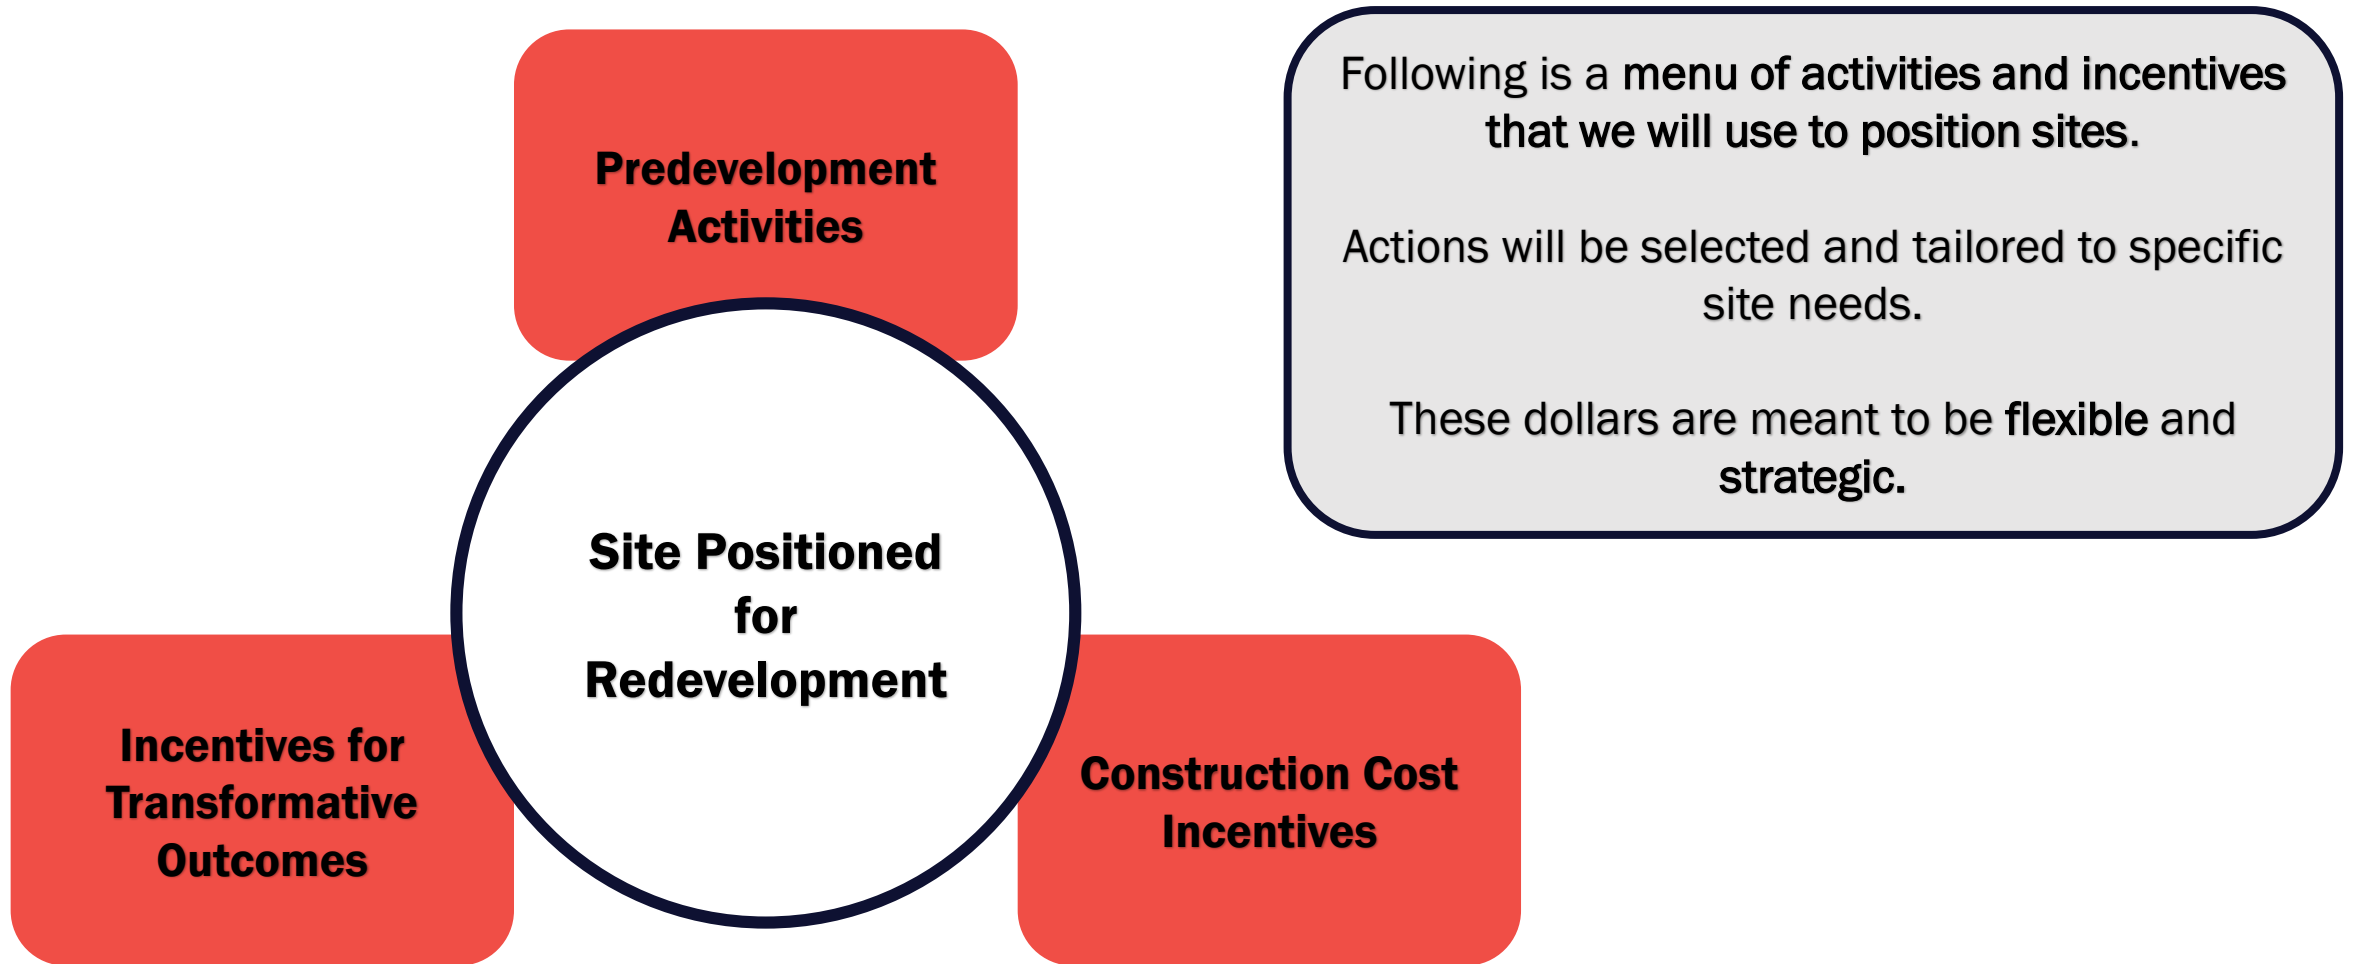 Predevelopment
Activities
Site Positioned
for
Redevelopment
Incentives for
Transformative
Outcomes
Construction Cost
Incentives
Following is a menu of activities and incentives
that we will use to position sites.
Actions will be selected and tailored to specific
site needs.
These dollars are meant to be flexible and
strategic.